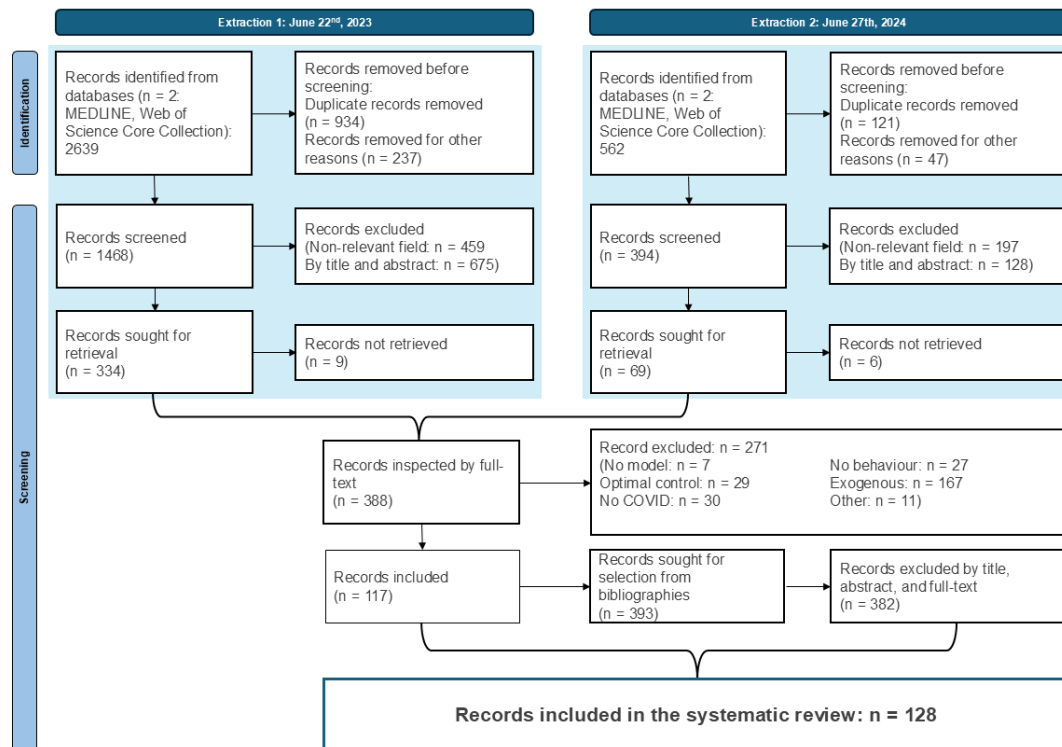 Extraction 1: June 22nd, 2023
Extraction 2: June 27th, 2024
Identification
Records identified from
databases (n = 2:
MEDLINE, Web of
Science Core Collection):
2639
Records removed before
screening:
Duplicate records removed
(n = 934)
Records removed for other
reasons (n = 237)
Records identified from
databases (n = 2:
MEDLINE, Web of
Science Core Collection):
562
Records removed before
screening:
Duplicate records removed
(n = 121)
Records removed for other
reasons (n = 47)
Screening
Records screened
(n = 1468)
Records excluded
(Non-relevant field: n = 459
By title and abstract: n = 675)
Records screened
(n = 394)
Records excluded
(Non-relevant field: n = 197
By title and abstract: n = 128)
Records sought for
retrieval
(n = 334)
Records not retrieved
(n = 9)
Records sought for
retrieval
(n = 69)
Records not retrieved
(n = 6)
Records inspected by full-
text
(n = 388)
Record excluded: n = 271
(No model: n = 7
Optimal control: n = 29
No COVID: n = 30
No behaviour: n = 27
Exogenous: n = 167
Other: n = 11)
Records included
(n = 117)
Records sought for
selection from
bibliographies
(n = 393)
Records excluded by title,
abstract, and full-text
(n = 382)
Records included in the systematic review: n = 128